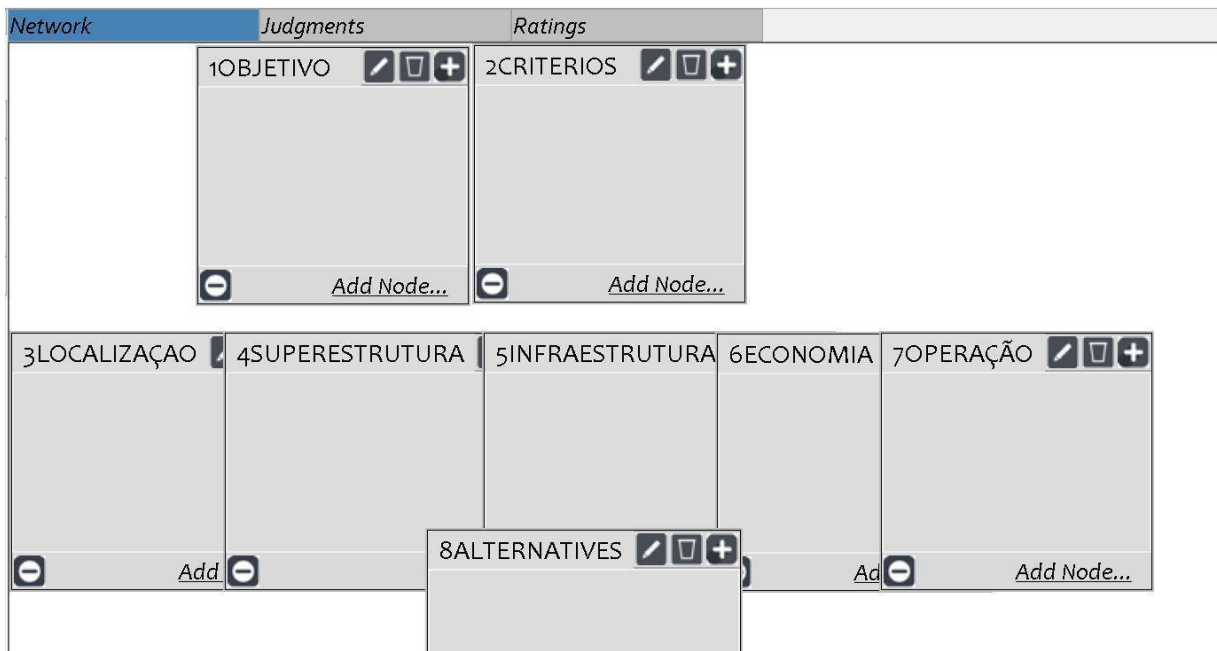 Network
Judgments
Ratings
1OBJETIVO
2CRITERIOS
Add Node...
Add Node...
3LOCALIZAÇAO
4SUPERESTRUTURA
5INFRAESTRUTURA
6ECONOMIA
7OPERAÇÃO
8ALTERNATIVES
Add
Ad
Add Node...